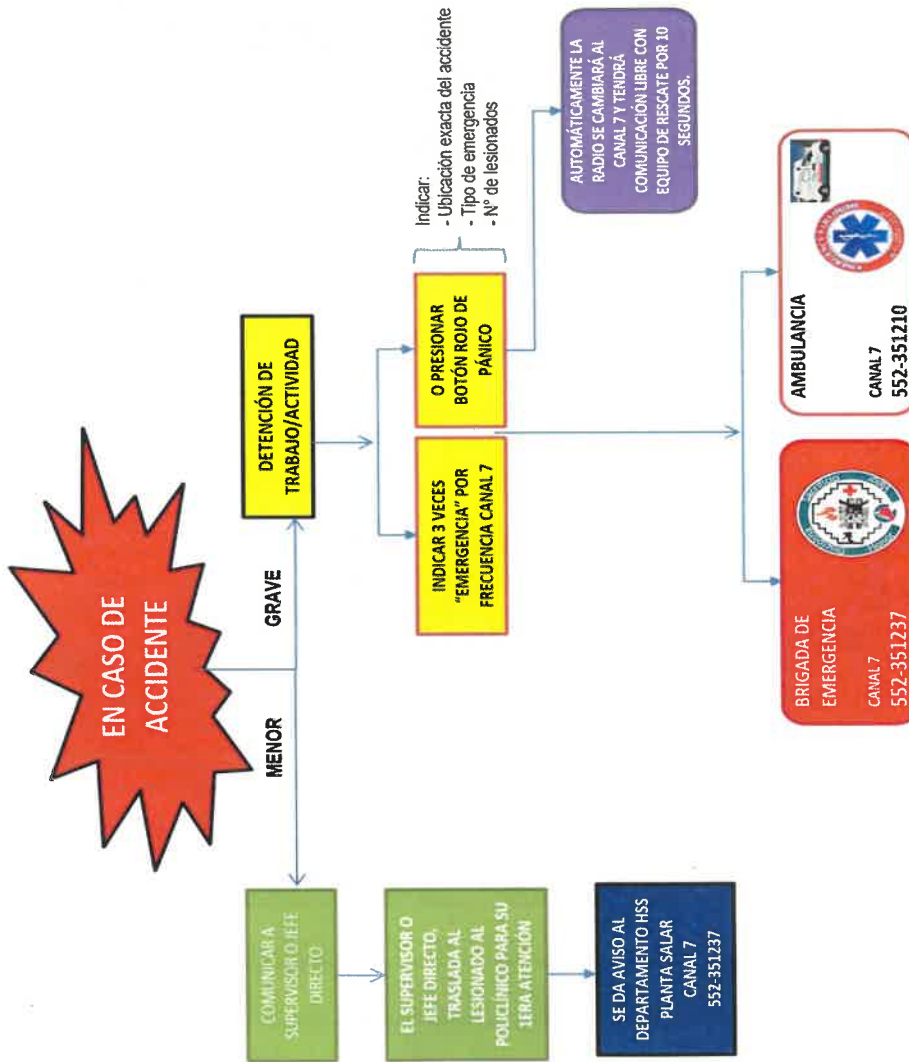 EN CASO DE
ACCIDENTE
MENOR
GRAVE
COMUNICAR A
SUPERVISOR O JEFE
DIRECTO
EL SUPERVISOR O
JEFE DIRECTO,
TRASLADA AL
LESIONADO AL
POLICLÍNICO PARA SU
1ERA ATENCIÓN
SE DA AVISO AL
DEPARTAMENTO HSS
PLANTA SALAR
CANAL 7
552-351237
DETENCIÓN DE
TRABAJO/ACTIVIDAD
INDICAR 3 VECES
"EMERGENCIA" POR
FRECUENCIA CANAL 7
O PRESIONAR
BOTÓN ROJO DE
PÁNICO
Indicar:
- Ubicación exacta del accidente
- Tipo de emergencia
- N° de lesionados
AUTOMÁTICAMENTE LA
RADIO SE CAMBIARÁ AL
CANAL 7 Y TENDRÁ
COMUNICACIÓN LIBRE CON
EQUIPO DE RESCATE POR 10
SEGUNDOS.
BRIGADA DE
EMERGENCIA
CANAL 7
552-351237
AMBULANCIA
CANAL 7
552-351210